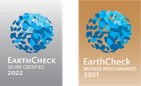 EARTHCHECK
SILVER CERTIFIED
2022
EarthCheck
BRONZE BENCHMARKED
2021